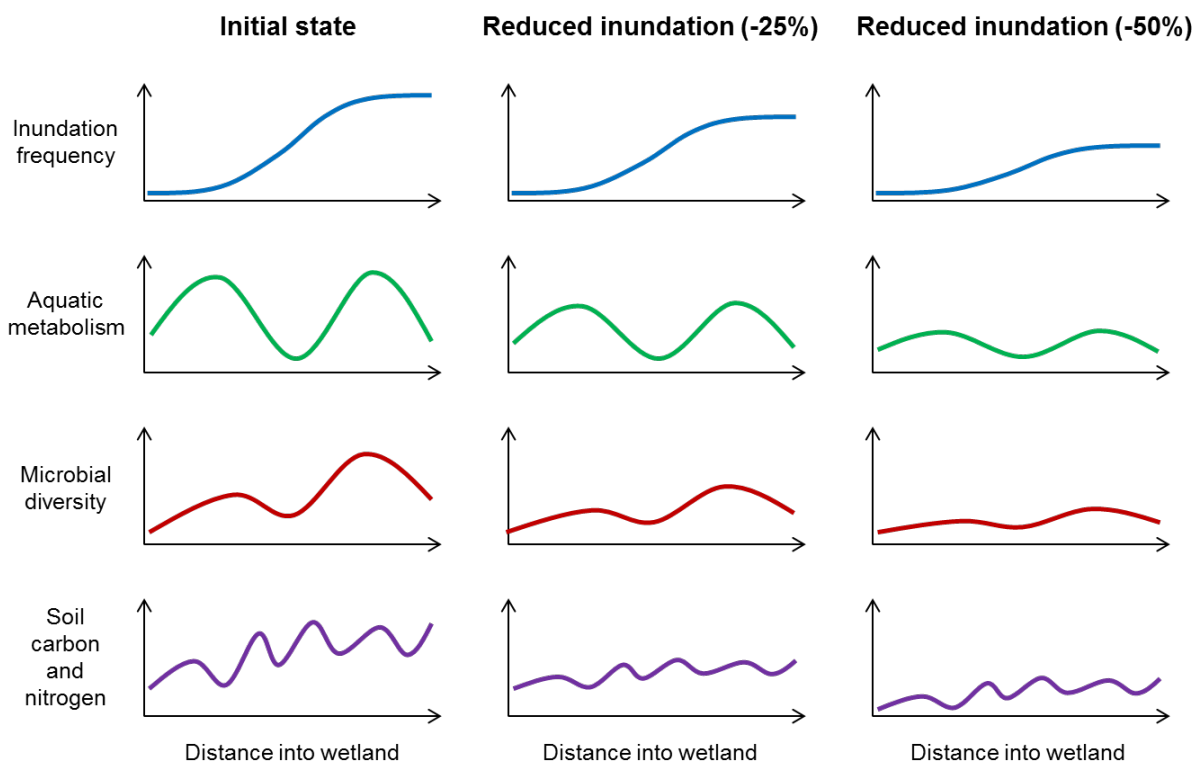 Initial state
Reduced inundation (-25%)
Reduced inundation (-50%)
Inundation
frequency
Aquatic
metabolism
Microbial
diversity
Soil
carbon
and
nitrogen
Distance into wetland
Distance into wetland
Distance into wetland